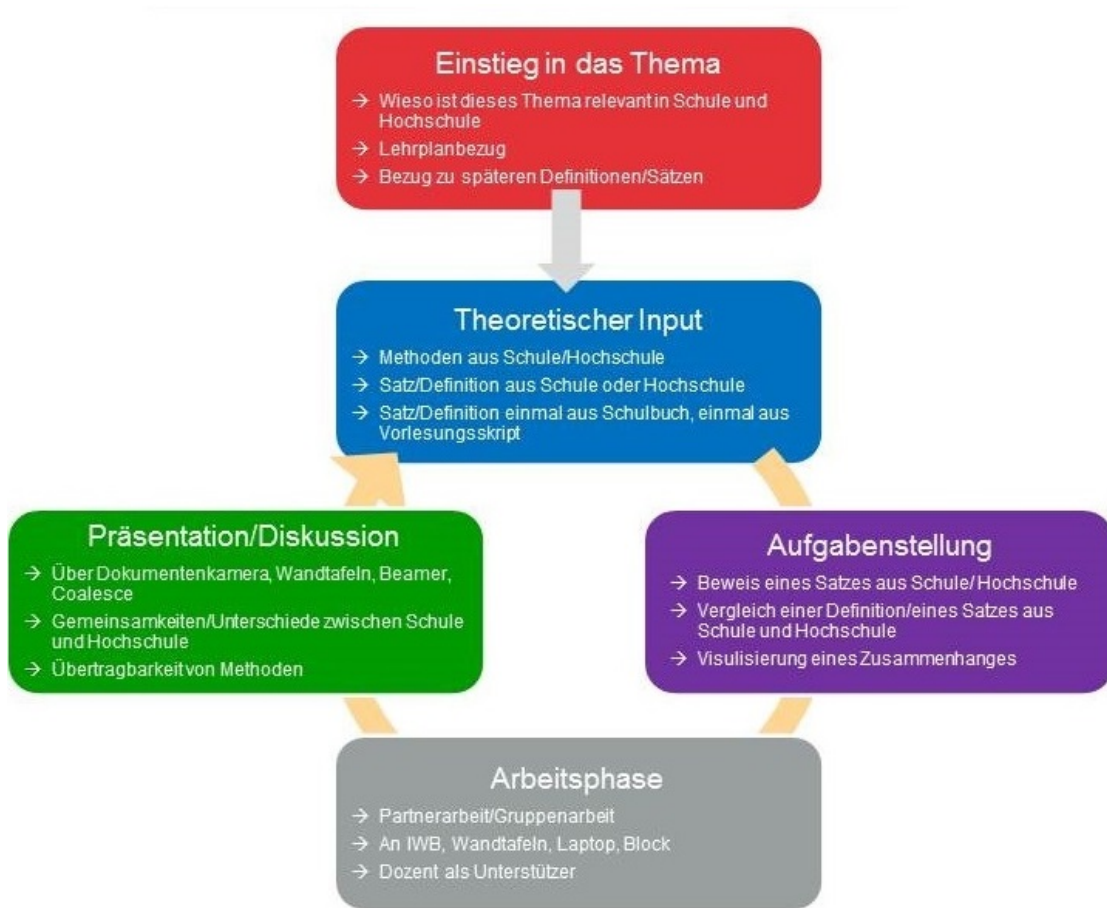 Einstieg in das Thema
→ Wieso ist dieses Thema relevant in Schule und
Hochschule
→ Lehrplanbezug
→ Bezug zu späteren Definitionen/Sätzen
Theoretischer Input
→ Methoden aus Schule/Hochschule
→ Satz/Definition aus Schule oder Hochschule
→ Satz/Definition einmal aus Schulbuch, einmal aus
Vorlesungsskript
Aufgabenstellung
→ Beweis eines Satzes aus Schule/ Hochschule
→ Vergleich einer Definition/eines Satzes aus
Schule und Hochschule
→ Visulisierung eines Zusammenhanges
Arbeitsphase
→ Partnerarbeit/Gruppenarbeit
→ An IWB, Wandtafeln, Laptop, Block
→ Dozent als Unterstützer
Präsentation/Diskussion
→ Über Dokumentenkamera, Wandtafeln, Beamer,
Coalesce
→ Gemeinsamkeiten/Unterschiede zwischen Schule
und Hochschule
→ Übertragbarkeit von Methoden